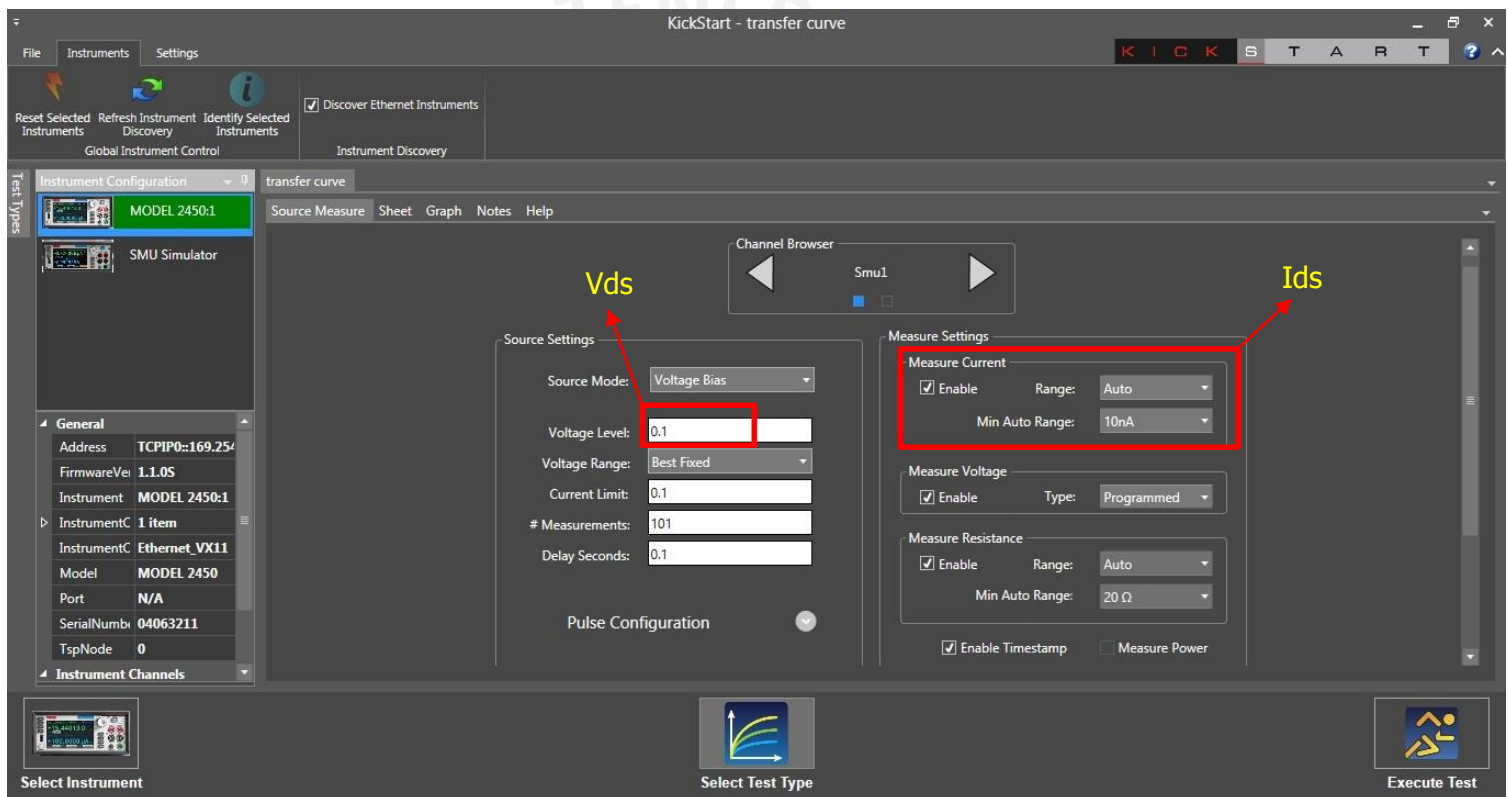 KickStart - transfer curve
File Instruments Settings
KICKSTART
Reset Selected Instruments
Refresh Instrument Discovery
Identify Selected Instruments
Discover Ethernet Instruments
Global Instrument Control
Instrument Discovery
Test Types
Instrument Configuration
transfer curve
MODEL 2450:1
Source Measure Sheet Graph Notes Help
SMU Simulator
Channel Browser
Smu1
Vds
Ids
Source Settings
Source Mode: Voltage Bias
Voltage Level: 0.1
Voltage Range: Best Fixed
Current Limit: 0.1
# Measurements: 101
Delay Seconds: 0.1
Pulse Configuration
Measure Settings
Measure Current
Enable Range: Auto
Min Auto Range: 10nA
Measure Voltage
Enable Type: Programmed
Measure Resistance
Enable Range: Auto
Min Auto Range: 20 Ω
Enable Timestamp Measure Power
General
Address TCPIP0::169.254
FirmwareVer 1.1.0S
Instrument MODEL 2450:1
InstrumentC 1 item
InstrumentC Ethernet_VX11
Model MODEL 2450
Port N/A
SerialNumbe 04063211
TspNode 0
Instrument Channels
Select Instrument
Select Test Type
Execute Test